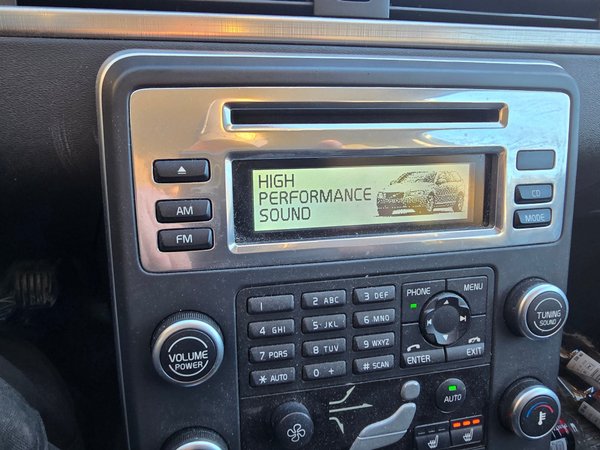 HIGH
PERFORMANCE
SOUND
AM
FM
CD
MODE
VOLUME
POWER
1
2 ABC
3 DEF
4 GHI
5 JKL
6 MNO
7 PQRS
8 TUV
9 WXYZ
* AUTO
0 +
# SCAN
PHONE
MENU
ENTER
EXIT
TUNING
SOUND
AUTO